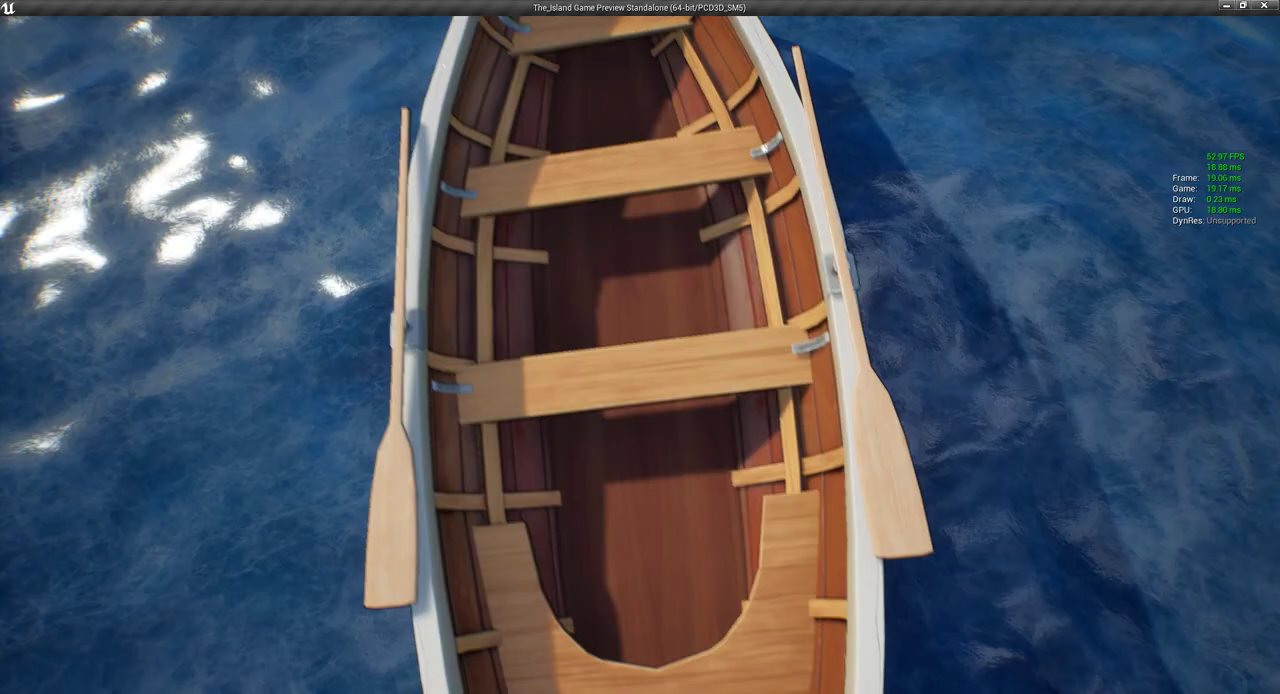 The_Island Game Preview Standalone (64-bit/PCD3D_SM5)
52.97 FPS
18.88 ms
Frame: 19.06 ms
Game: 19.17 ms
Draw: 0.23 ms
GPU: 18.80 ms
DynRes: Unsupported